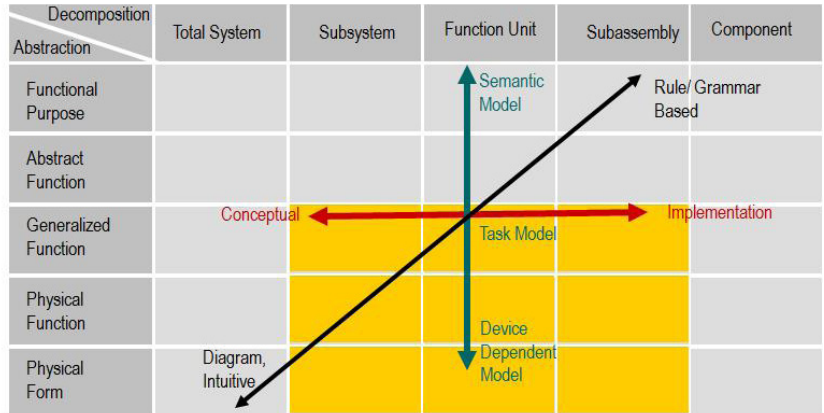 Decomposition
Abstraction
Total System
Subsystem
Function Unit
Subassembly
Component
Functional
Purpose
Semantic
Model
Rule/ Grammar
Based
Abstract
Function
Generalized
Function
Conceptual
Task Model
Implementation
Physical
Function
Physical
Form
Diagram,
Intuitive
Device
Dependent
Model